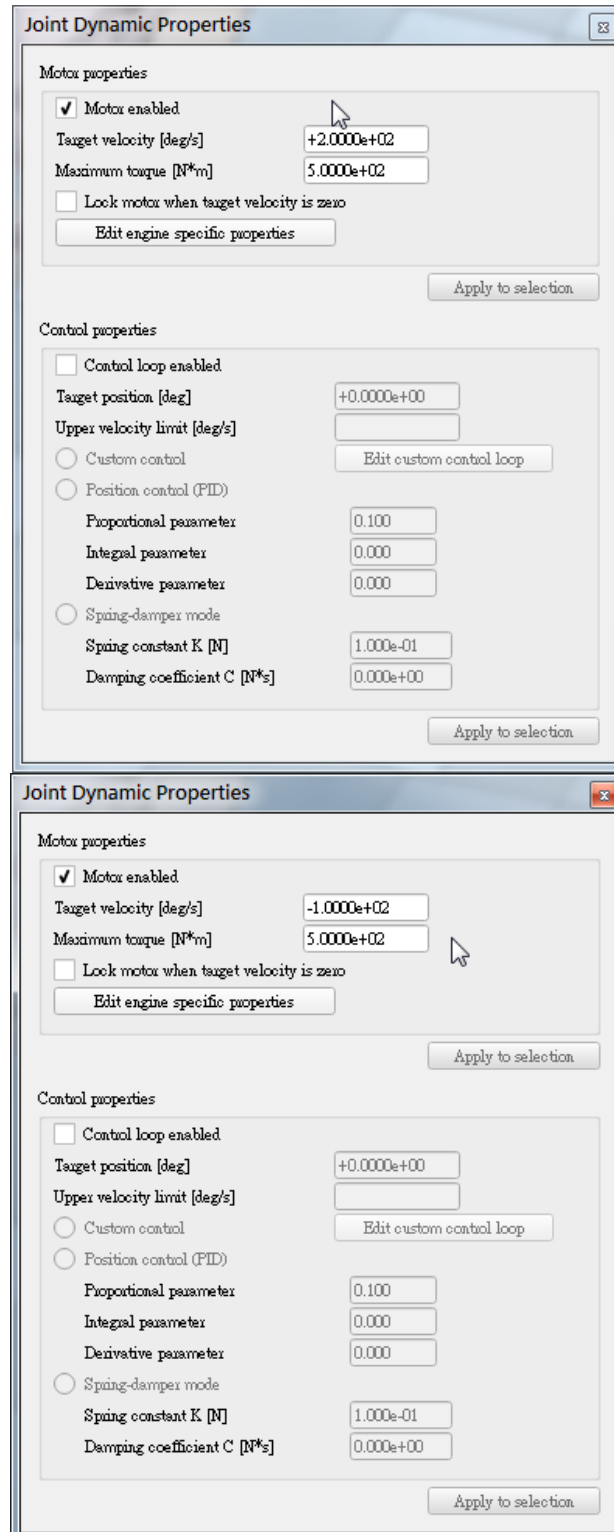 Joint Dynamic Properties
Motor properties
Motor enabled
Target velocity [deg/s] +2.0000e+02
Maximum torque [N*m] 5.0000e+02
Lock motor when target velocity is zero
Edit engine specific properties
Apply to selection
Control properties
Control loop enabled
Target position [deg] +0.0000e+00
Upper velocity limit [deg/s]
Custom control Edit custom control loop
Position control (PID)
Proportional parameter 0.100
Integral parameter 0.000
Derivative parameter 0.000
Spring-damper mode
Spring constant K [N] 1.000e-01
Damping coefficient C [N*s] 0.000e+00
Apply to selection
Joint Dynamic Properties
Motor properties
Motor enabled
Target velocity [deg/s] -1.0000e+02
Maximum torque [N*m] 5.0000e+02
Lock motor when target velocity is zero
Edit engine specific properties
Apply to selection
Control properties
Control loop enabled
Target position [deg] +0.0000e+00
Upper velocity limit [deg/s]
Custom control Edit custom control loop
Position control (PID)
Proportional parameter 0.100
Integral parameter 0.000
Derivative parameter 0.000
Spring-damper mode
Spring constant K [N] 1.000e-01
Damping coefficient C [N*s] 0.000e+00
Apply to selection